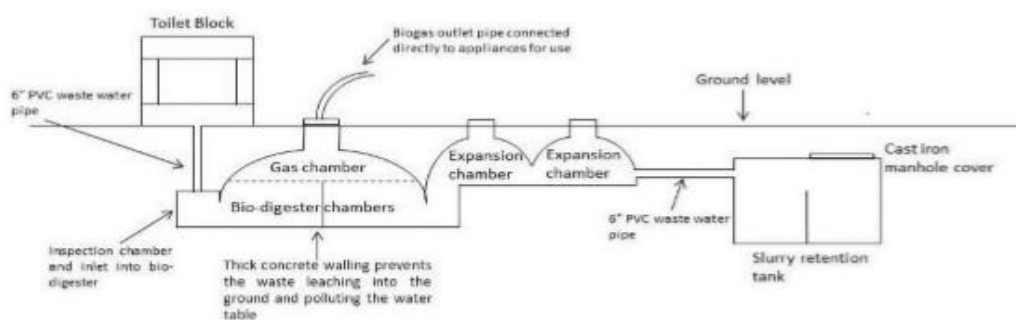 Toilet Block
Biogas outlet pipe connected
directly to appliances for use
6" PVC waste water
pipe
Ground level
Gas chamber
Expansion
chamber
Expansion
chamber
Cast iron
manhole cover
Bio-digester chambers
6" PVC waste water
pipe
Inspection chamber
and inlet into bio-
digester
Thick concrete walling prevents
the waste leaching into the
ground and polluting the water
table
Slurry retention
tank